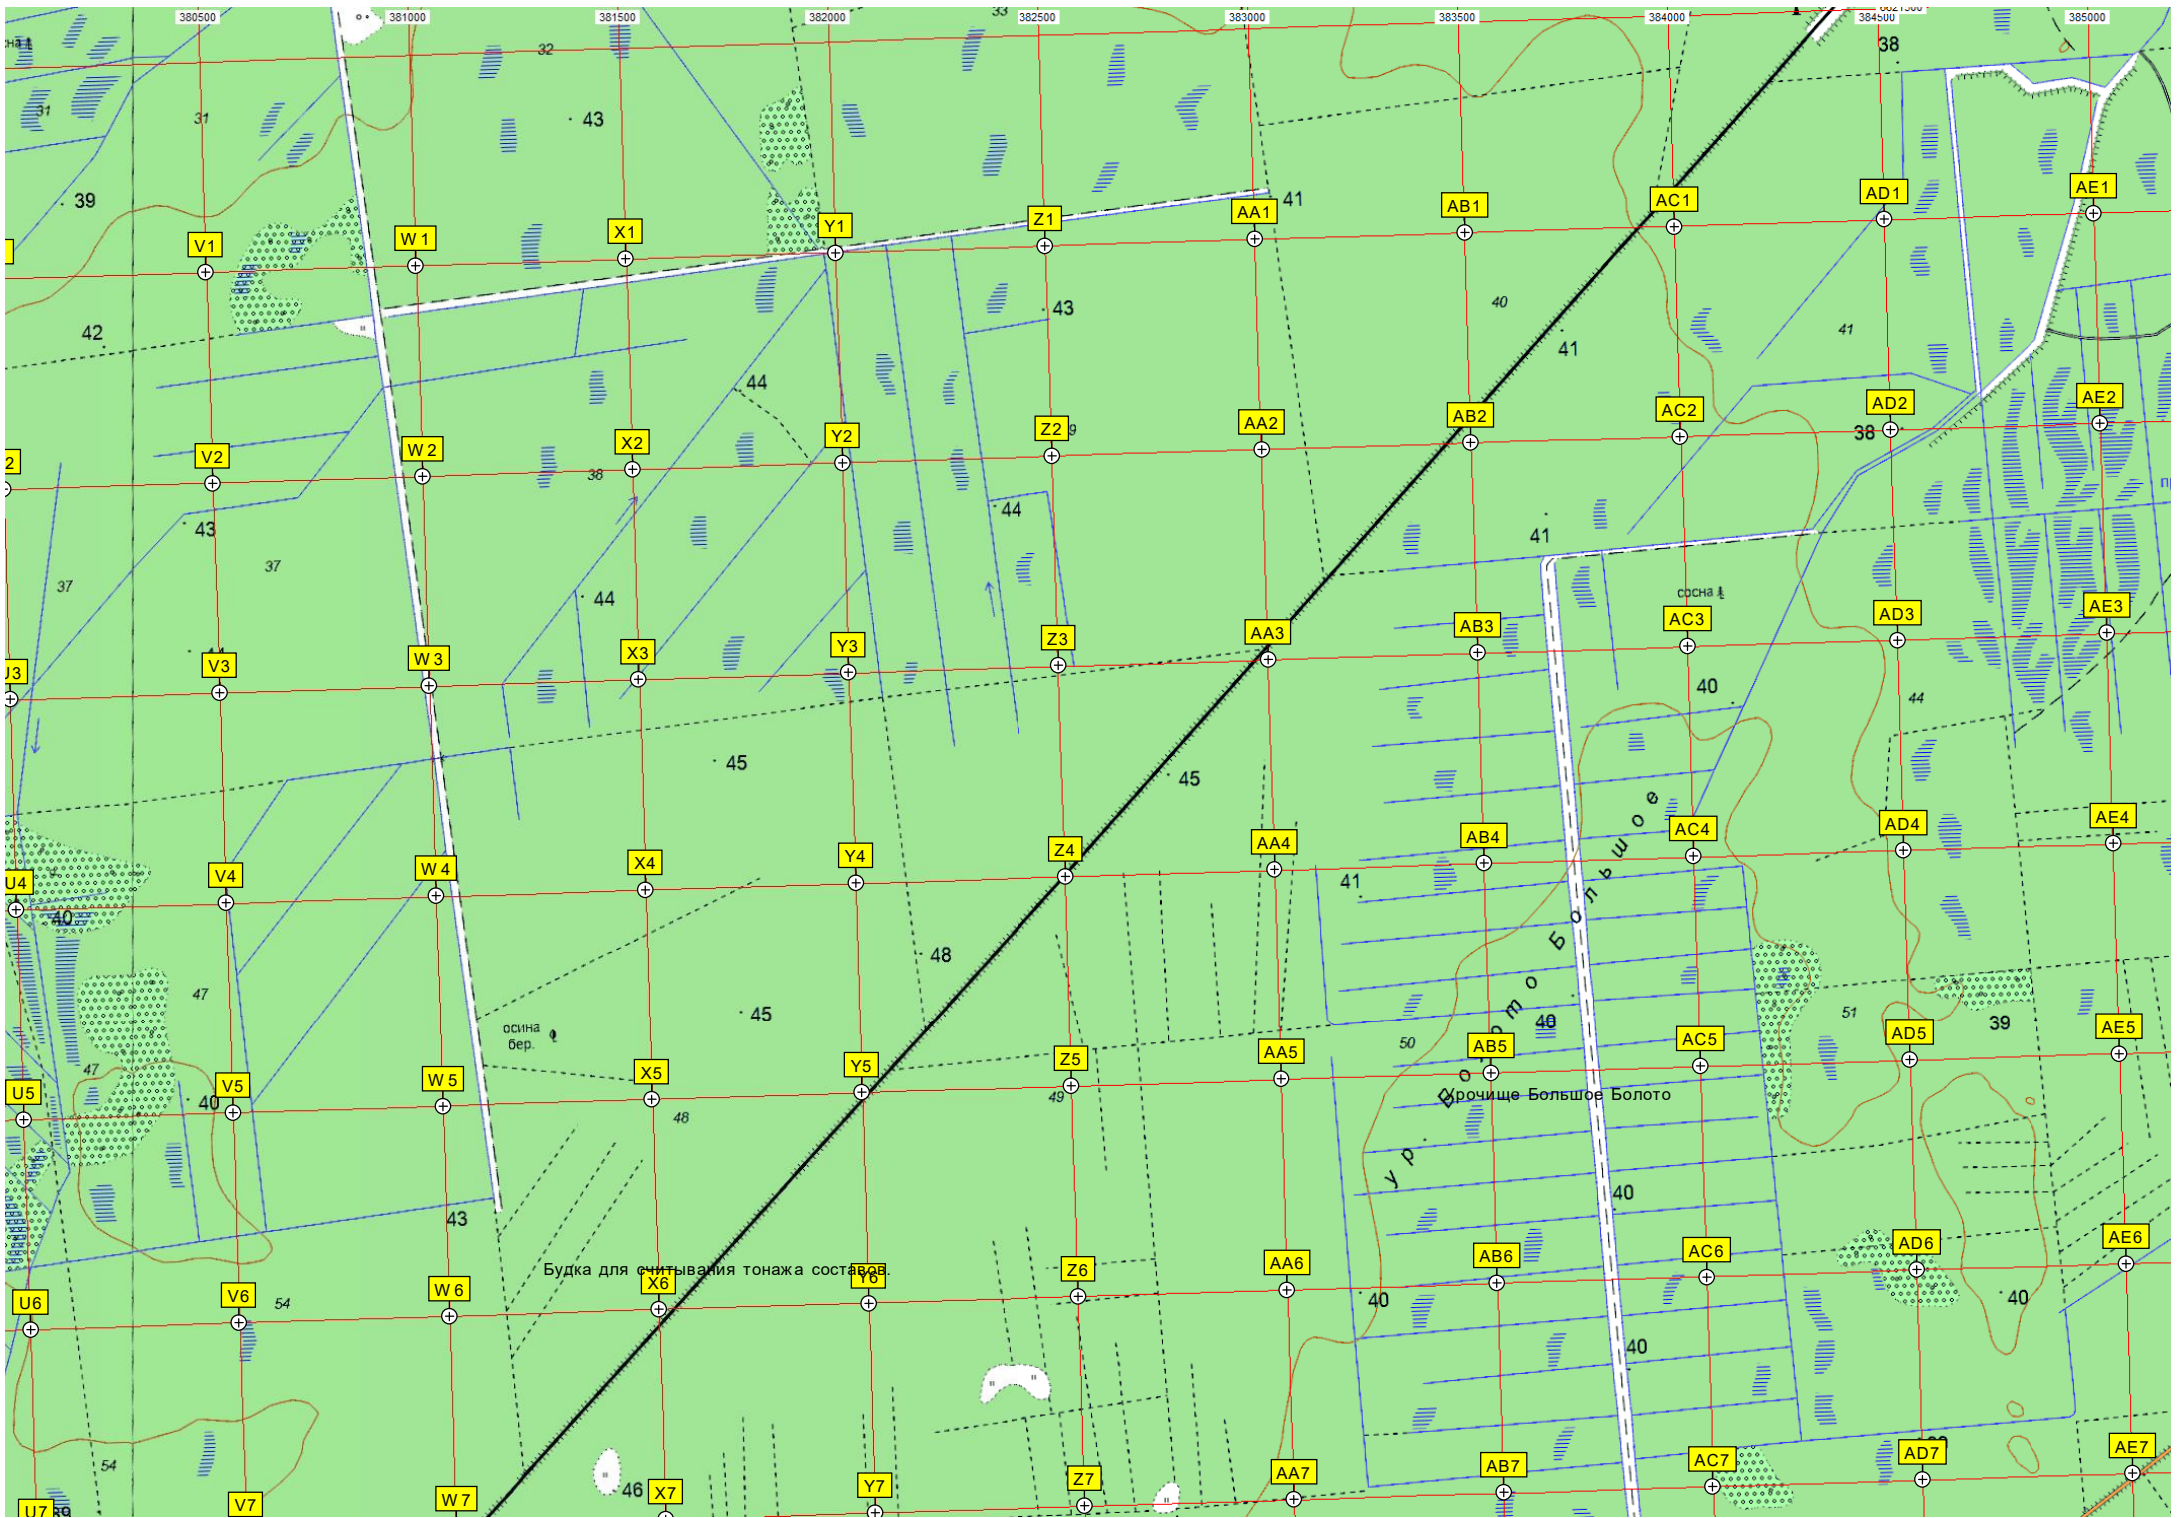 380500 381000 381500 382000 382500 383000 383500 384000 384500 385000
33
32
38
31 31 43
39 41
V1 W1 X1 Y1 Z1 AA1 AB1 AC1 AD1 AE1
42 43 40 41
41
44
V2 W2 X2 Y2 Z2 AA2 AB2 AC2 AD2 AE2
38
38
43 44 41
37 37 44
сосна
U3 V3 W3 X3 Y3 Z3 AA3 AB3 AC3 AD3 AE3
40 44
45 45
U4 V4 W4 X4 Y4 Z4 AA4 AB4 AC4 AD4 AE4
41
40
48
47 45
осина
бер.
40 51 39
50
47
U5 V5 W5 X5 Y5 Z5 AA5 AB5 AC5 AD5 AE5
40 48 49
ур. Болото Большое
Урочище Большое Болото
40
43
Будка для считывания тонажа составов.
U6 V6 W6 X6 Y6 Z6 AA6 AB6 AC6 AD6 AE6
54 40 40
40
54 46
U7 V7 W7 X7 Y7 Z7 AA7 AB7 AC7 AD7 AE7
39